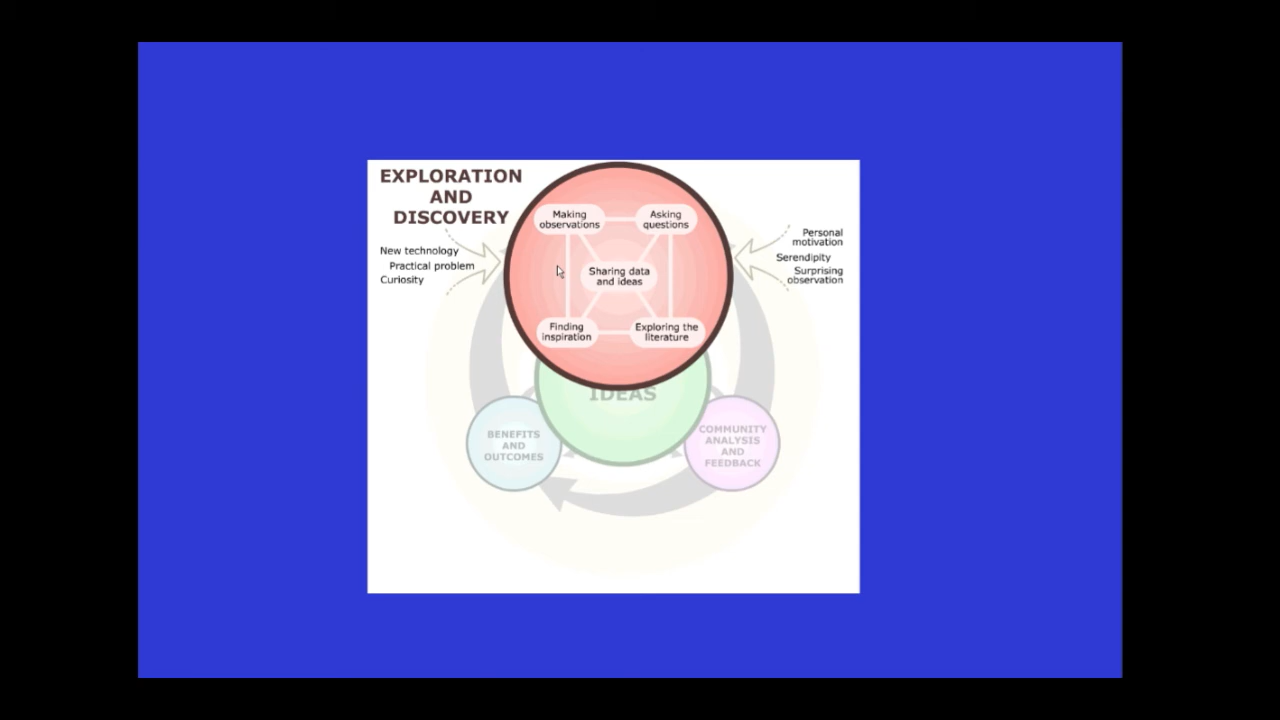 EXPLORATION
AND
DISCOVERY
New technology
Practical problem
Curiosity
Making
observations
Asking
questions
Sharing data
and ideas
Finding
inspiration
Exploring the
literature
Personal
motivation
Serendipity
Surprising
observation
IDEAS
BENEFITS
AND
OUTCOMES
COMMUNITY
ANALYSIS
AND
FEEDBACK